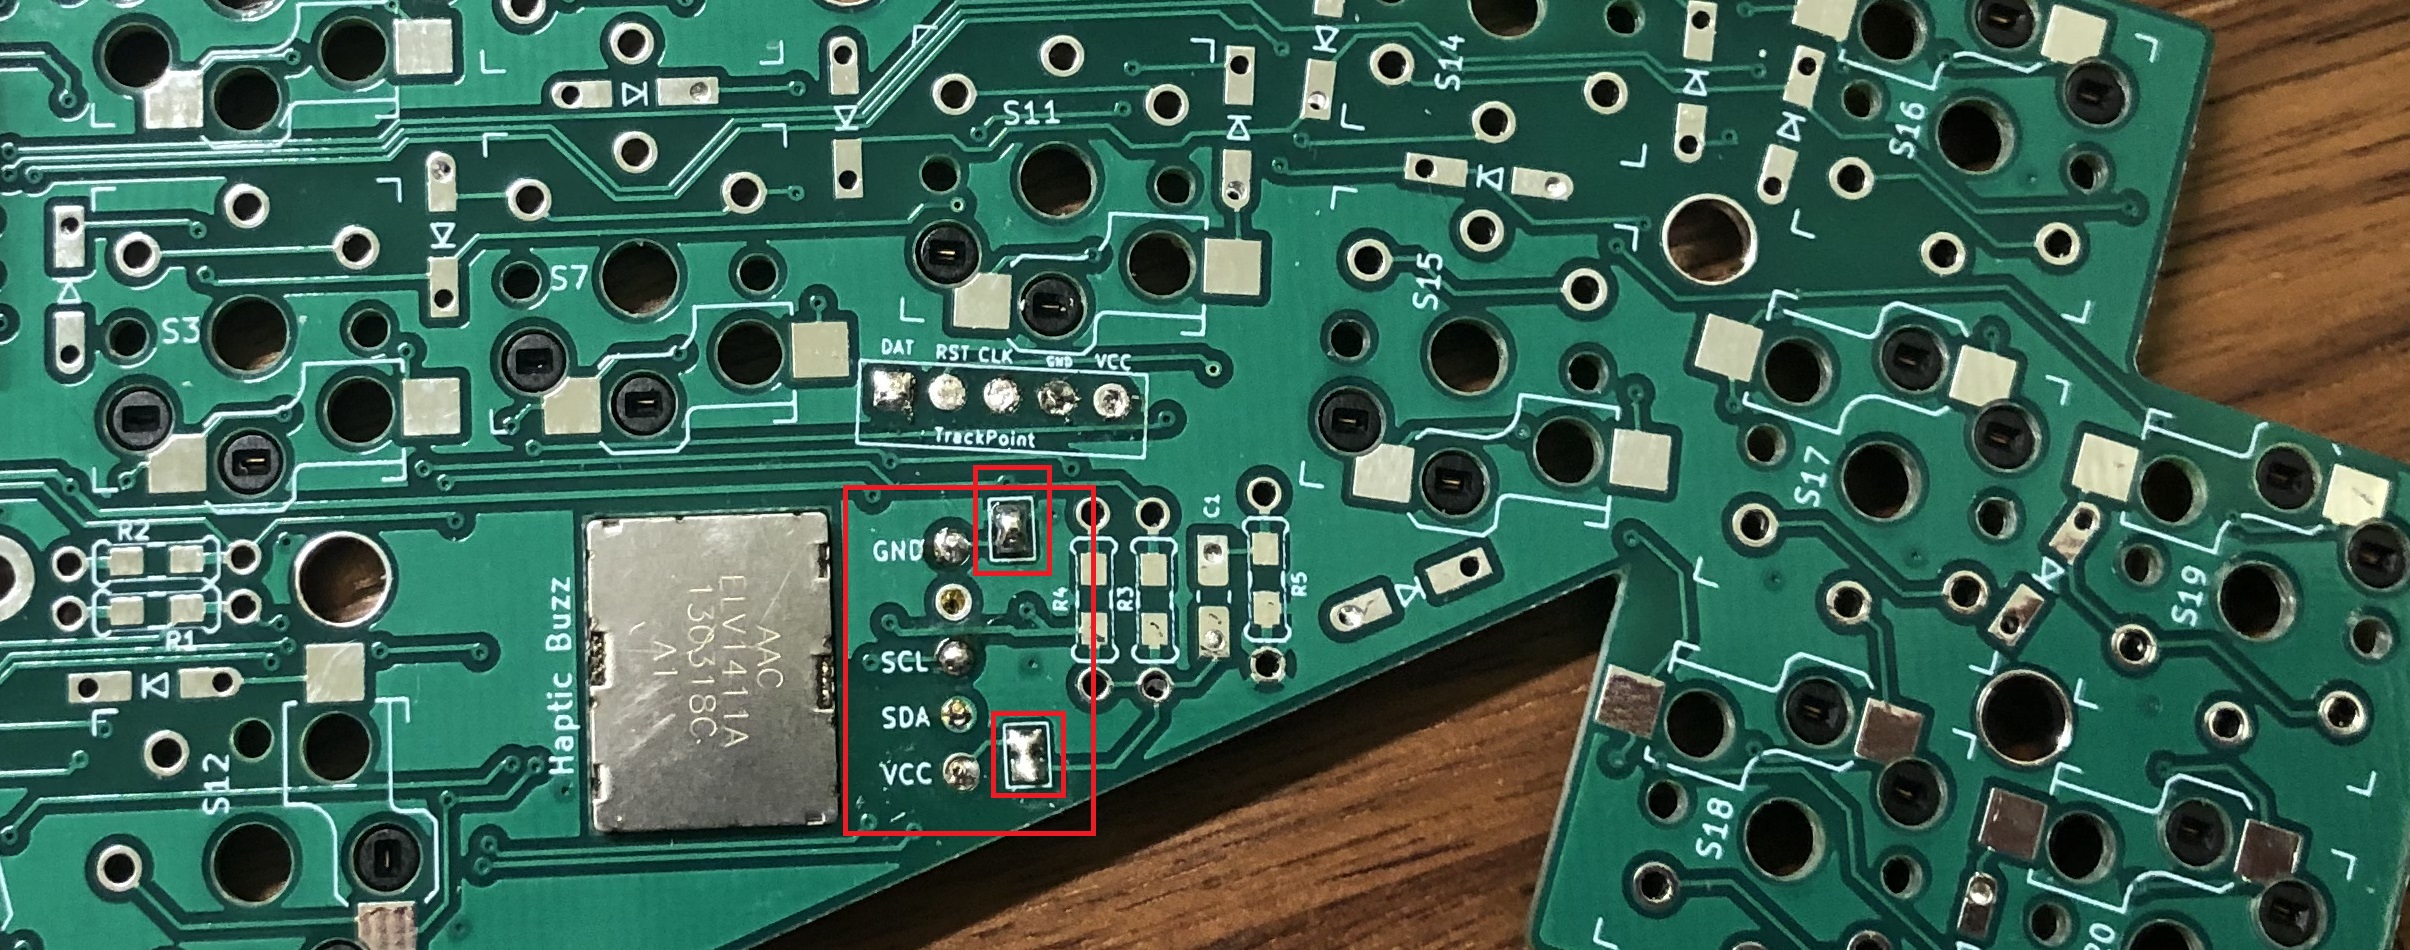 S14
S11
S16
S7
S15
S3
DAT RST CLK GND VCC
TrackPoint
S17
C1
R2
GND
R4
R3
R5
S19
R1
Haptic Buzz
AAC
ELV1411A
130318C
A1
SCL
SDA
VCC
S12
S18